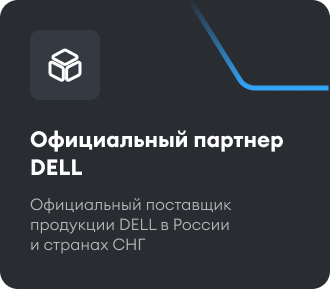 Официальный партнер
DELL
Официальный поставщик
продукции DELL в России
и странах СНГ